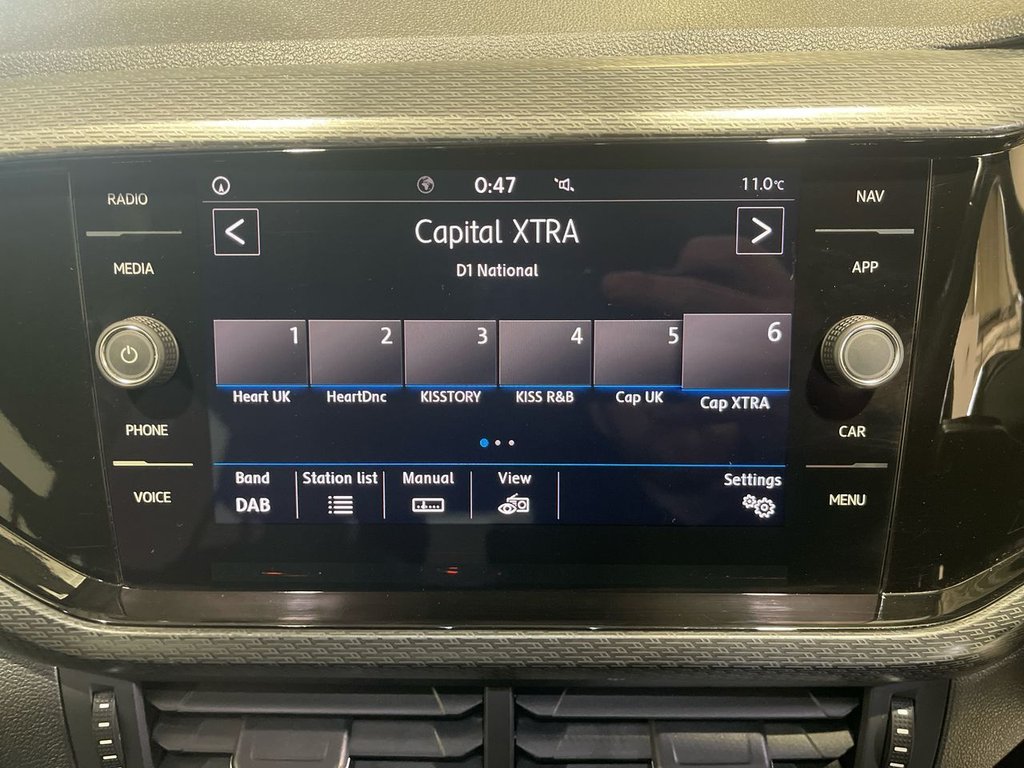 RADIO
MEDIA
PHONE
VOICE
0:47
11.0°C
<
Capital XTRA
>
D1 National
1 2 3 4 5 6
Heart UK HeartDnc KISSTORY KISS R&B Cap UK Cap XTRA
Band Station list Manual View Settings
DAB
NAV
APP
CAR
MENU